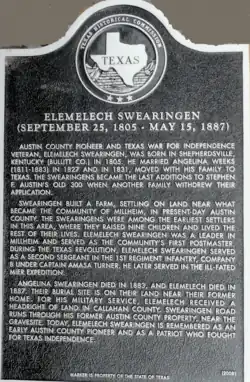 TEXAS HISTORICAL COMMISSION
TEXAS
ELEMELECH SWEARINGEN
(SEPTEMBER 25, 1805 - MAY 15, 1887)
AUSTIN COUNTY PIONEER AND TEXAS WAR FOR INDEPENDENCE
VETERAN, ELEMELECH SWEARINGEN, WAS BORN IN SHEPHERDSVILLE,
KENTUCKY (BULLITT CO.) IN 1805. HE MARRIED ANGELINA WEEKS
(1811-1883) IN 1827 AND IN 1831, MOVED WITH HIS FAMILY TO
TEXAS. THE SWEARINGENS BECAME THE LAST ADDITIONS TO STEPHEN
F. AUSTIN'S OLD 300 WHEN ANOTHER FAMILY WITHDREW THEIR
APPLICATION.
SWEARINGEN BUILT A FARM, SETTLING ON LAND NEAR WHAT
BECAME THE COMMUNITY OF MILLHEIM, IN PRESENT-DAY AUSTIN
COUNTY. THE SWEARINGENS WERE AMONG THE EARLIEST SETTLERS
IN THIS AREA, WHERE THEY RAISED NINE CHILDREN AND LIVED THE
REST OF THEIR LIVES. ELEMELECH SWEARINGEN WAS A LEADER IN
MILLHEIM AND SERVED AS THE COMMUNITY'S FIRST POSTMASTER.
DURING THE TEXAS REVOLUTION, ELEMELECH SWEARINGEN SERVED
AS A SECOND SERGEANT IN THE 1ST REGIMENT INFANTRY, COMPANY
B UNDER CAPTAIN AMASA TURNER. HE LATER SERVED IN THE ILL-FATED
MIER EXPEDITION.
ANGELINA SWEARINGEN DIED IN 1883, AND ELEMELECH DIED IN
1887. THEIR BURIAL SITE IS ON THEIR LAND NEAR THEIR FORMER
HOME. FOR HIS MILITARY SERVICE, ELEMELECH RECEIVED A
HEADRIGHT OF LAND IN CALLAHAN COUNTY. SWEARINGEN ROAD
RUNS THROUGH HIS FORMER AUSTIN COUNTY PROPERTY, NEAR THE
GRAVESITE. TODAY, ELEMELECH SWEARINGEN IS REMEMBERED AS AN
EARLY AUSTIN COUNTY PIONEER AND AS A PATRIOT WHO FOUGHT
FOR TEXAS INDEPENDENCE.
(2008)
MARKER IS PROPERTY OF THE STATE OF TEXAS